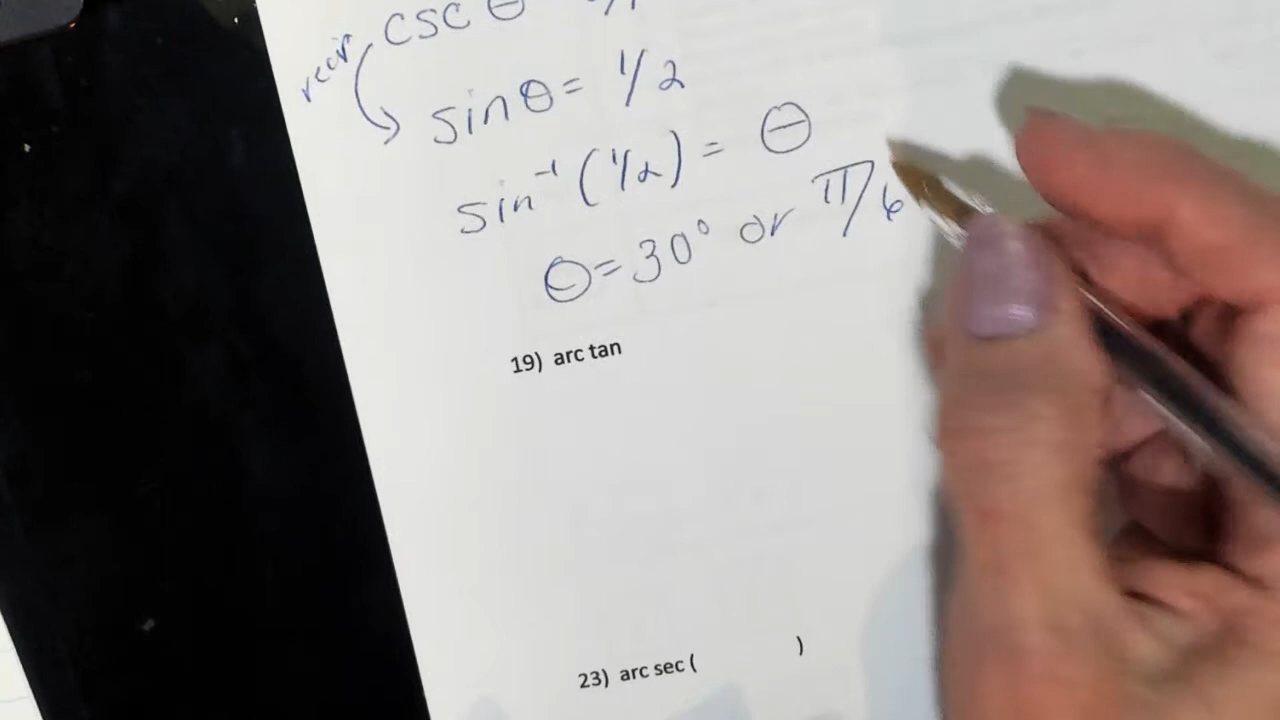 csc θ
recip
sin θ = 1/2
sin⁻¹ (1/2) = θ
θ = 30° or π/6
19) arc tan
23) arc sec ( )